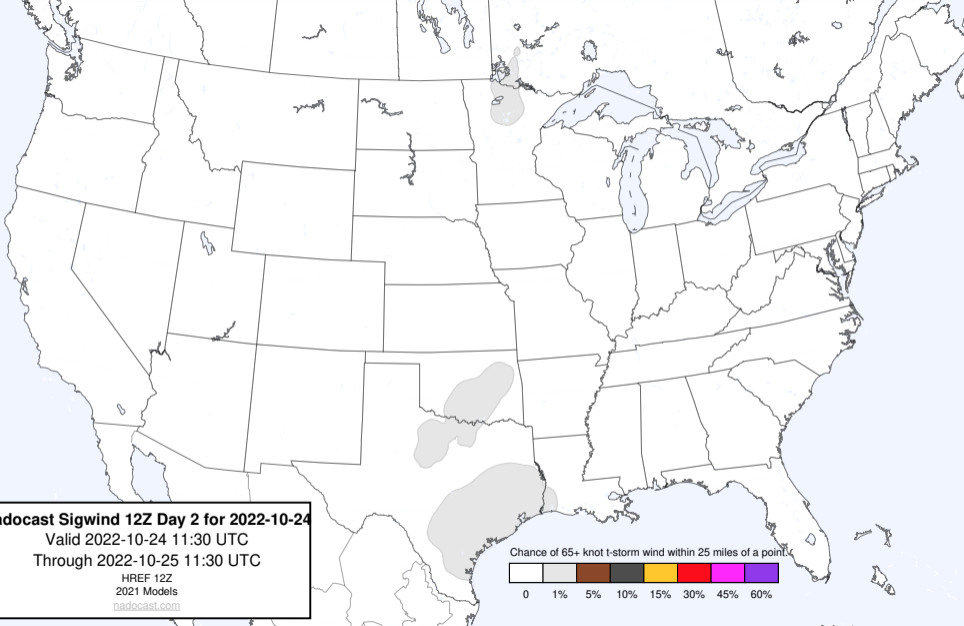 adocast Sigwind 12Z Day 2 for 2022-10-24
Valid 2022-10-24 11:30 UTC
Through 2022-10-25 11:30 UTC
HREF 12Z
2021 Models
nadocast.com
Chance of 65+ knot t-storm wind within 25 miles of a point.
0 1% 5% 10% 15% 30% 45% 60%